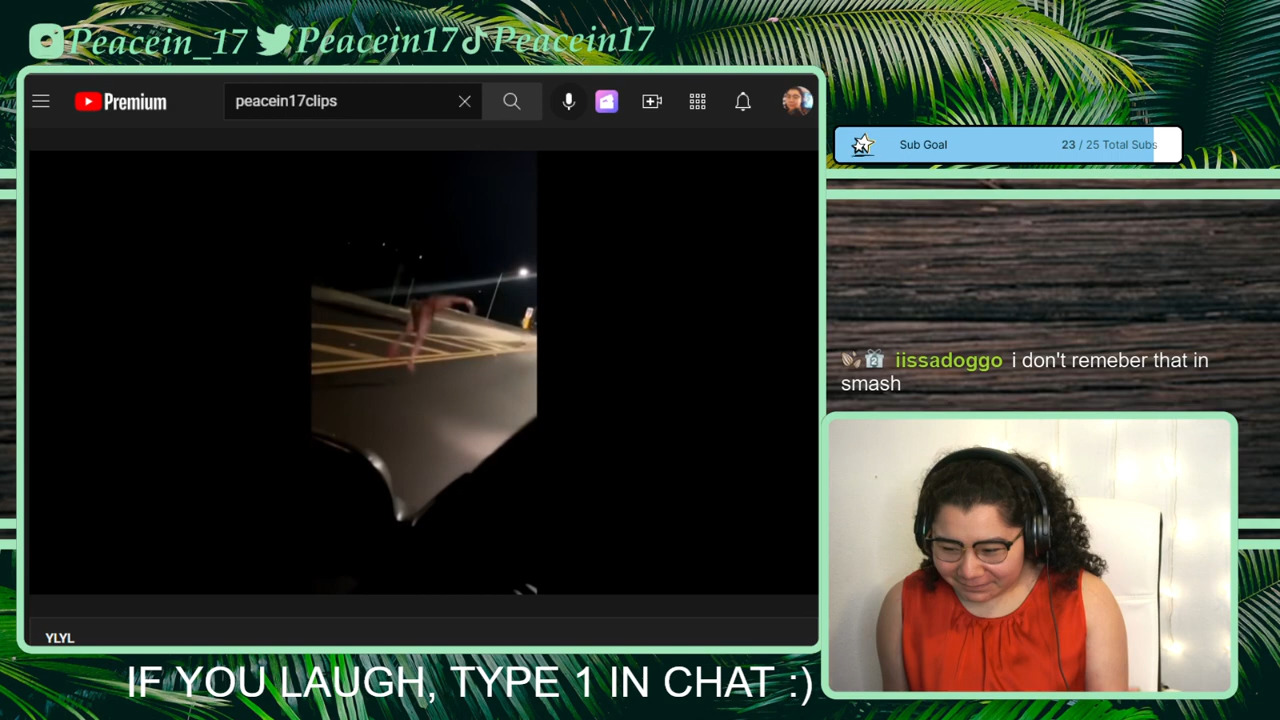 Peacein_17 Peacein17 Peacein17
Premium
peacein17clips
Sub Goal 23 / 25 Total Subs
2 iissadoggo i don't remeber that in
smash
YLYL
IF YOU LAUGH, TYPE 1 IN CHAT :)